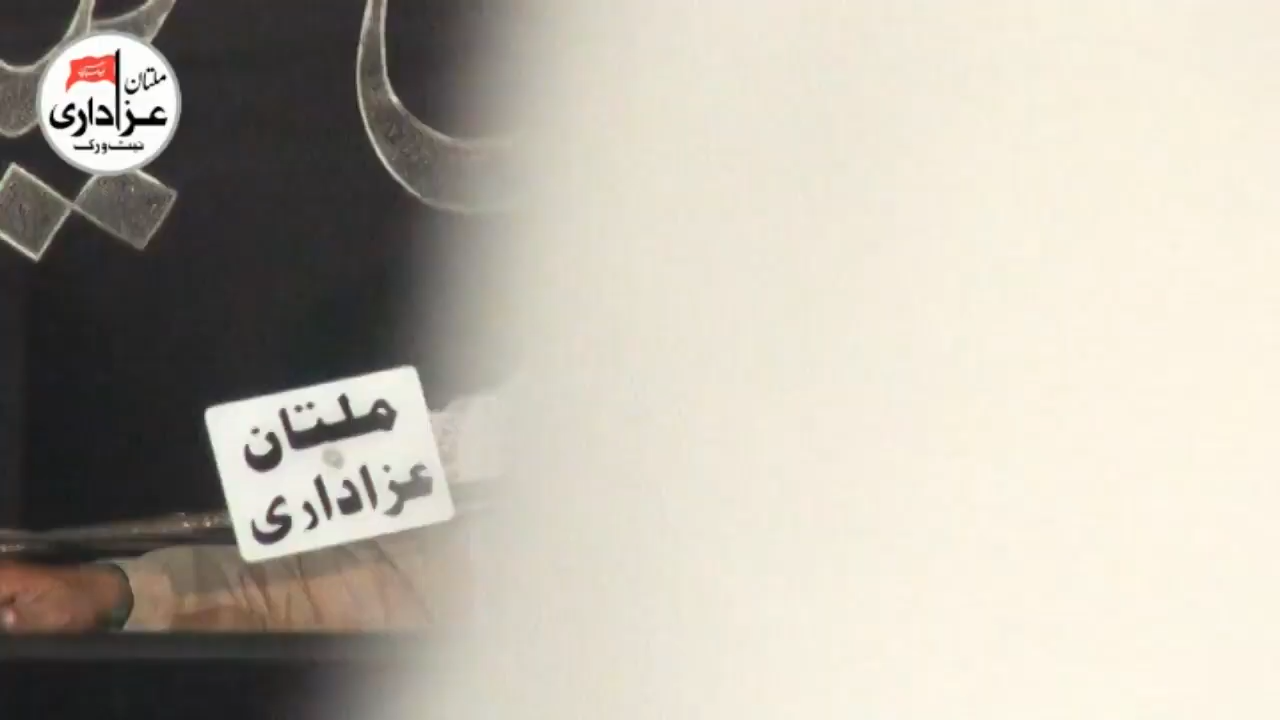 ملتان
عزاداری
نیٹ ورک
ملتان
عزاداری